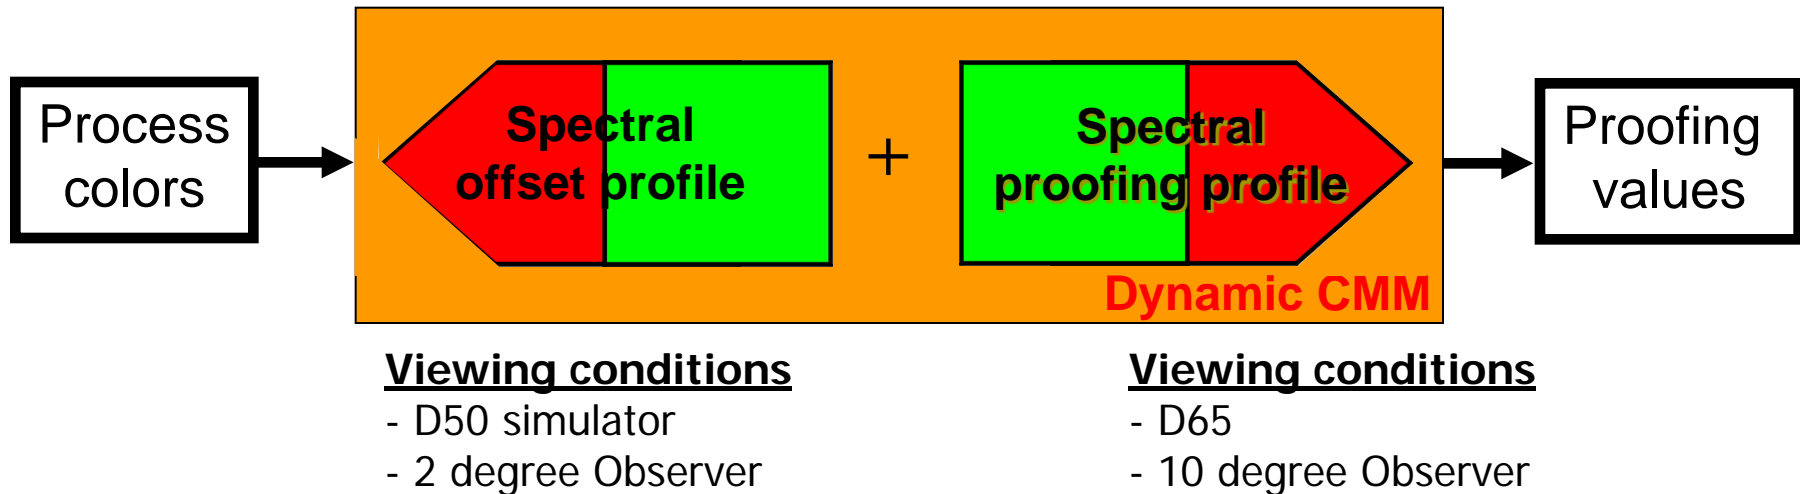 Process
colors
Spectral
offset profile
+
Spectral
proofing profile
Dynamic CMM
Proofing
values
Viewing conditions
- D50 simulator
- 2 degree Observer
Viewing conditions
- D65
- 10 degree Observer